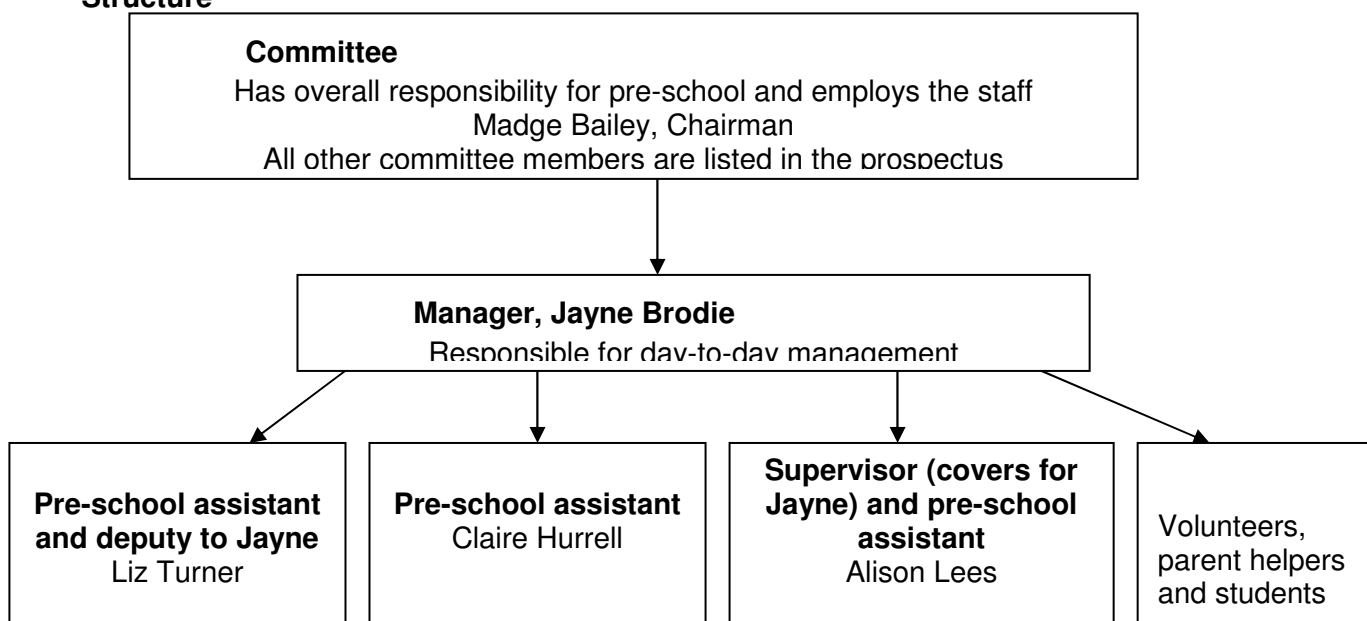 Structure
Committee
Has overall responsibility for pre-school and employs the staff
Madge Bailey, Chairman
All other committee members are listed in the prospectus
Manager, Jayne Brodie
Responsible for day-to-day management
Pre-school assistant
and deputy to Jayne
Liz Turner
Pre-school assistant
Claire Hurrell
Supervisor (covers for
Jayne) and pre-school
assistant
Alison Lees
Volunteers,
parent helpers
and students